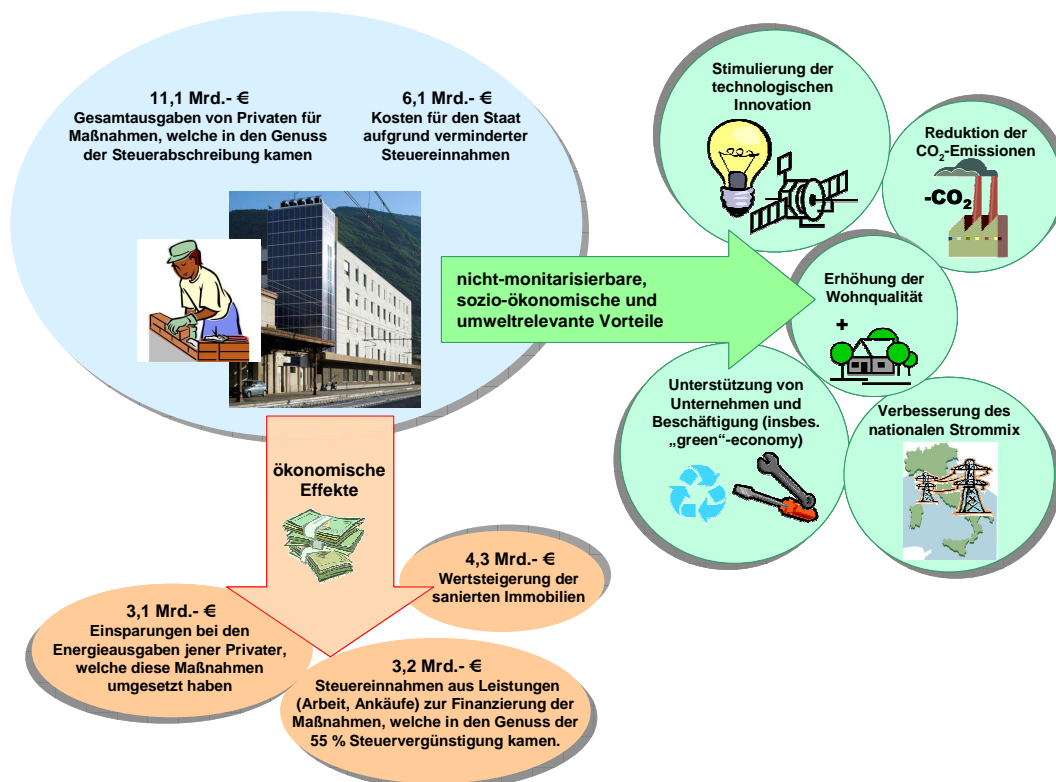 11,1 Mrd.- €
Gesamtausgaben von Privaten für
Maßnahmen, welche in den Genuss
der Steuerabschreibung kamen
6,1 Mrd.- €
Kosten für den Staat
aufgrund verminderter
Steuereinnahmen
nicht-monitarisierbare,
sozio-ökonomische und
umweltrelevante Vorteile
Stimulierung der
technologischen
Innovation
Reduktion der
CO₂-Emissionen
-CO₂
Erhöhung der
Wohnqualität
+
Unterstützung von
Unternehmen und
Beschäftigung (insbes.
„green“-economy)
Verbesserung des
nationalen Strommix
ökonomische
Effekte
4,3 Mrd.- €
Wertsteigerung der
sanierten Immobilien
3,1 Mrd.- €
Einsparungen bei den
Energieausgaben jener Privater,
welche diese Maßnahmen
umgesetzt haben
3,2 Mrd.- €
Steuereinnahmen aus Leistungen
(Arbeit, Ankäufe) zur Finanzierung der
Maßnahmen, welche in den Genuss der
55 % Steuervergünstigung kamen.